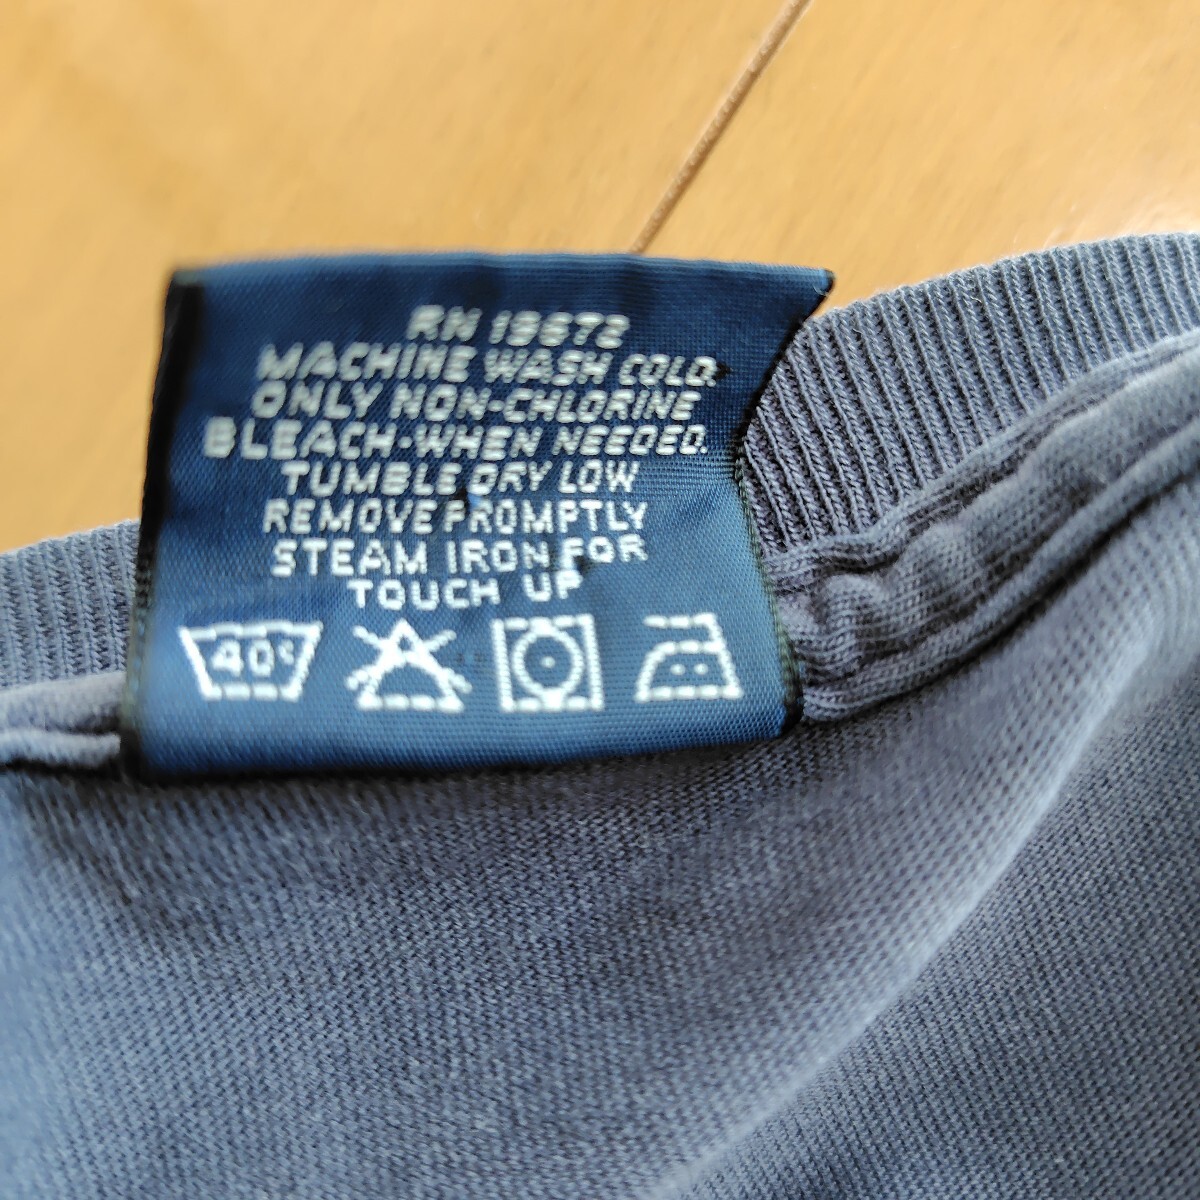 RN 19672
MACHINE WASH COLD.
ONLY NON-CHLORINE
BLEACH-WHEN NEEDED.
TUMBLE DRY LOW
REMOVE PROMPTLY
STEAM IRON FOR
TOUCH UP
40°